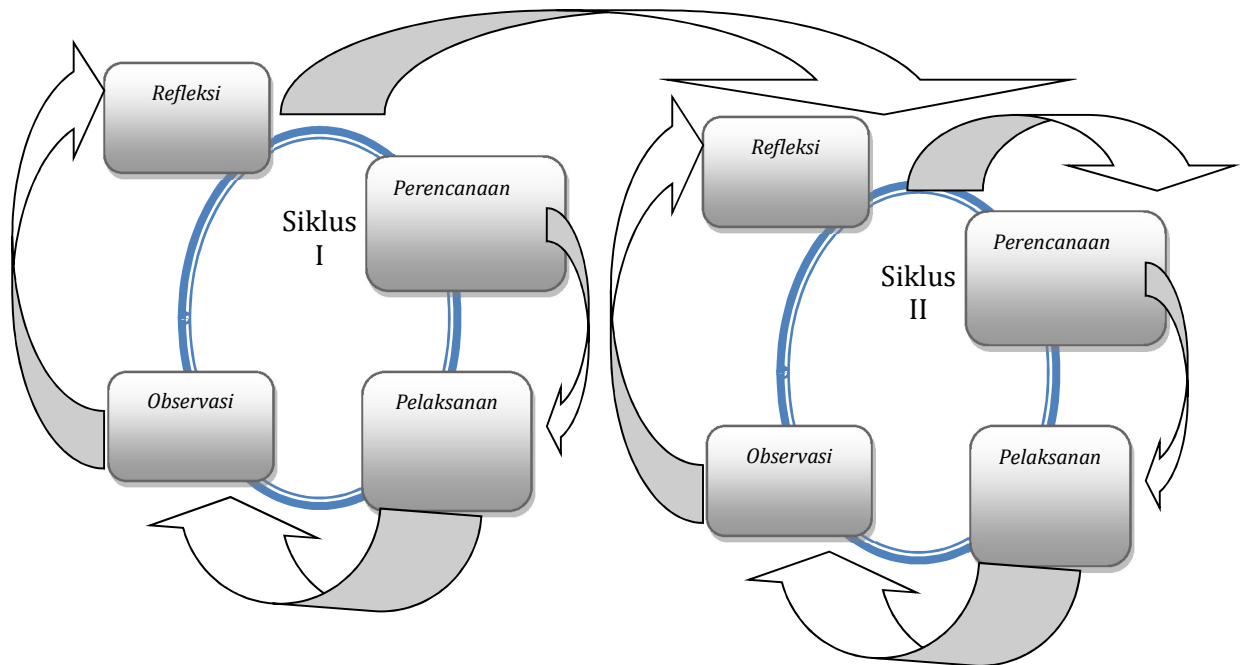 Refleksi
Perencanaan
Siklus
I
Observasi
Pelaksanan
Refleksi
Perencanaan
Siklus
II
Observasi
Pelaksanan